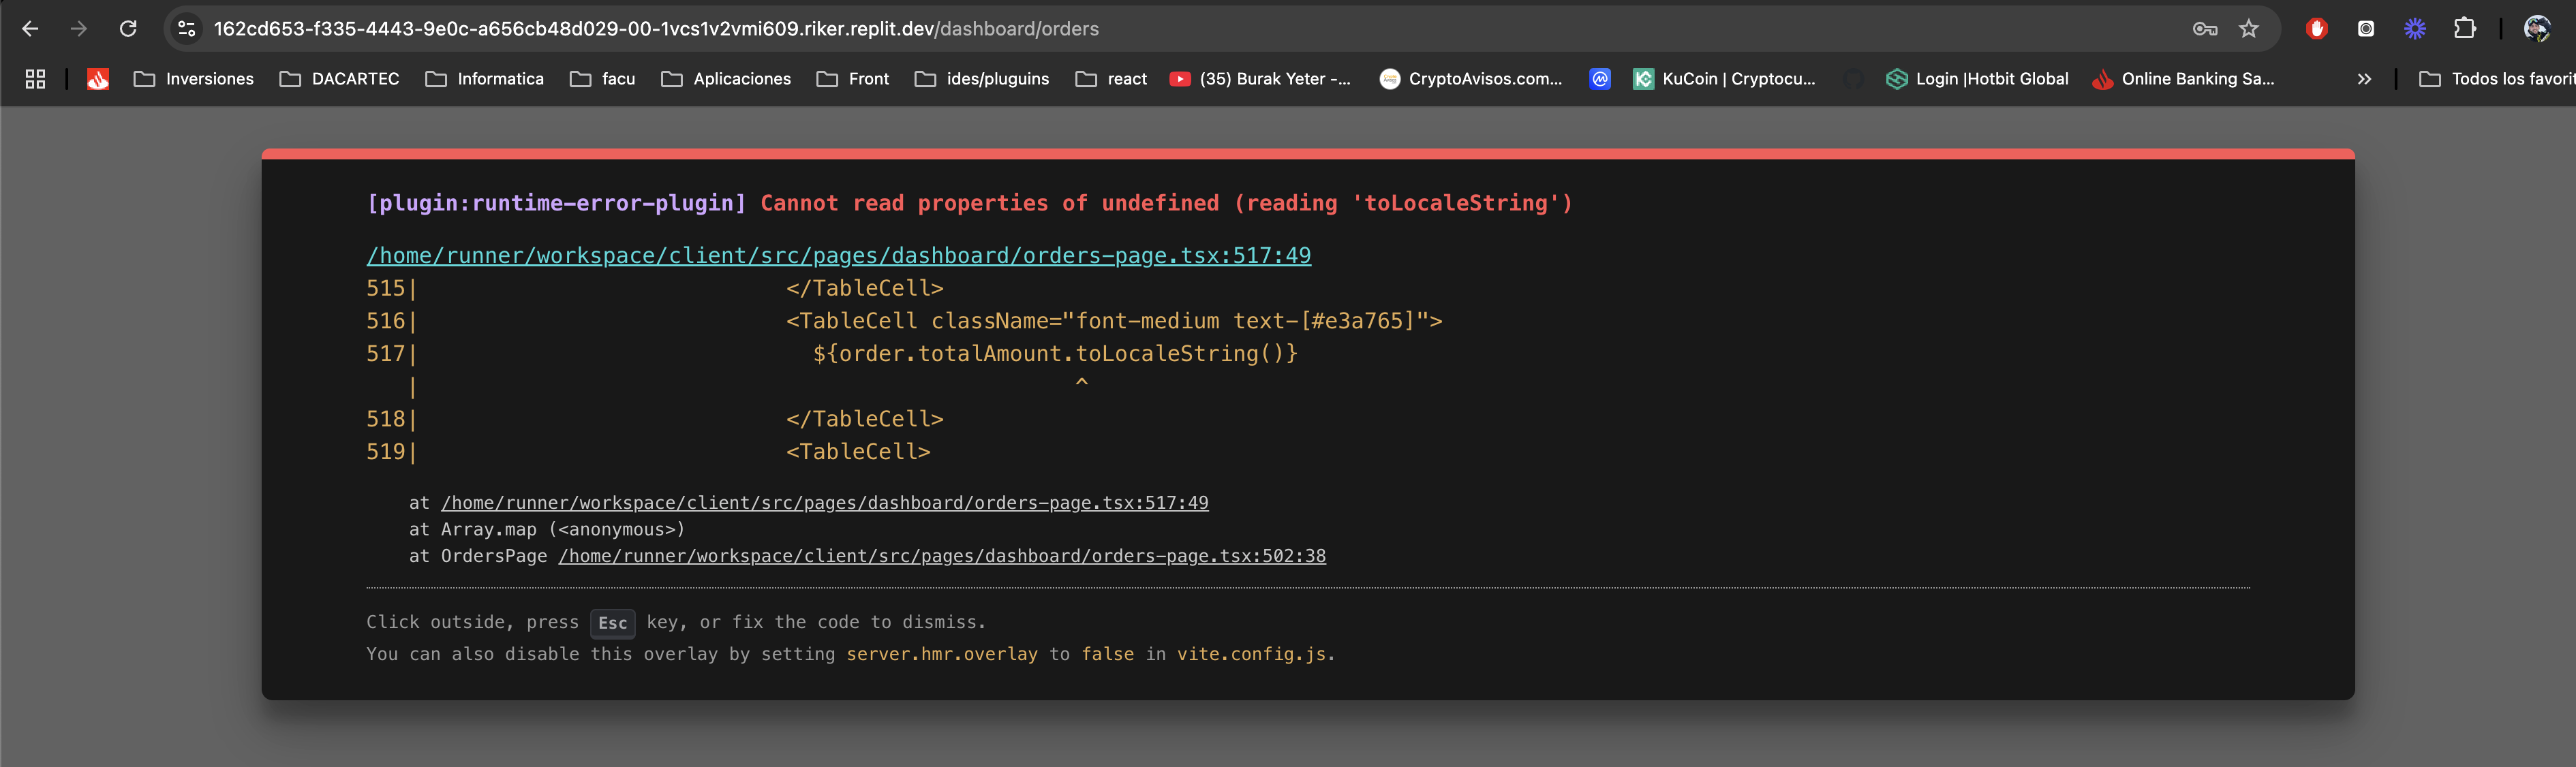 162cd653-f335-4443-9e0c-a656cb48d029-00-1vcs1v2vmi609.riker.replit.dev/dashboard/orders
Inversiones DACARTEC Informatica facu Aplicaciones Front ides/pluguins react (35) Burak Yeter -... CryptoAvisos.com... KuCoin | Cryptocu... Login |Hotbit Global Online Banking Sa... » Todos los favorit
[plugin:runtime-error-plugin] Cannot read properties of undefined (reading 'toLocaleString')
/home/runner/workspace/client/src/pages/dashboard/orders-page.tsx:517:49
515| </TableCell>
516| <TableCell className="font-medium text-[#e3a765]">
517| ${order.totalAmount.toLocaleString()}
| ^
518| </TableCell>
519| <TableCell>
at /home/runner/workspace/client/src/pages/dashboard/orders-page.tsx:517:49
at Array.map (<anonymous>)
at OrdersPage /home/runner/workspace/client/src/pages/dashboard/orders-page.tsx:502:38
Click outside, press Esc key, or fix the code to dismiss.
You can also disable this overlay by setting server.hmr.overlay to false in vite.config.js.